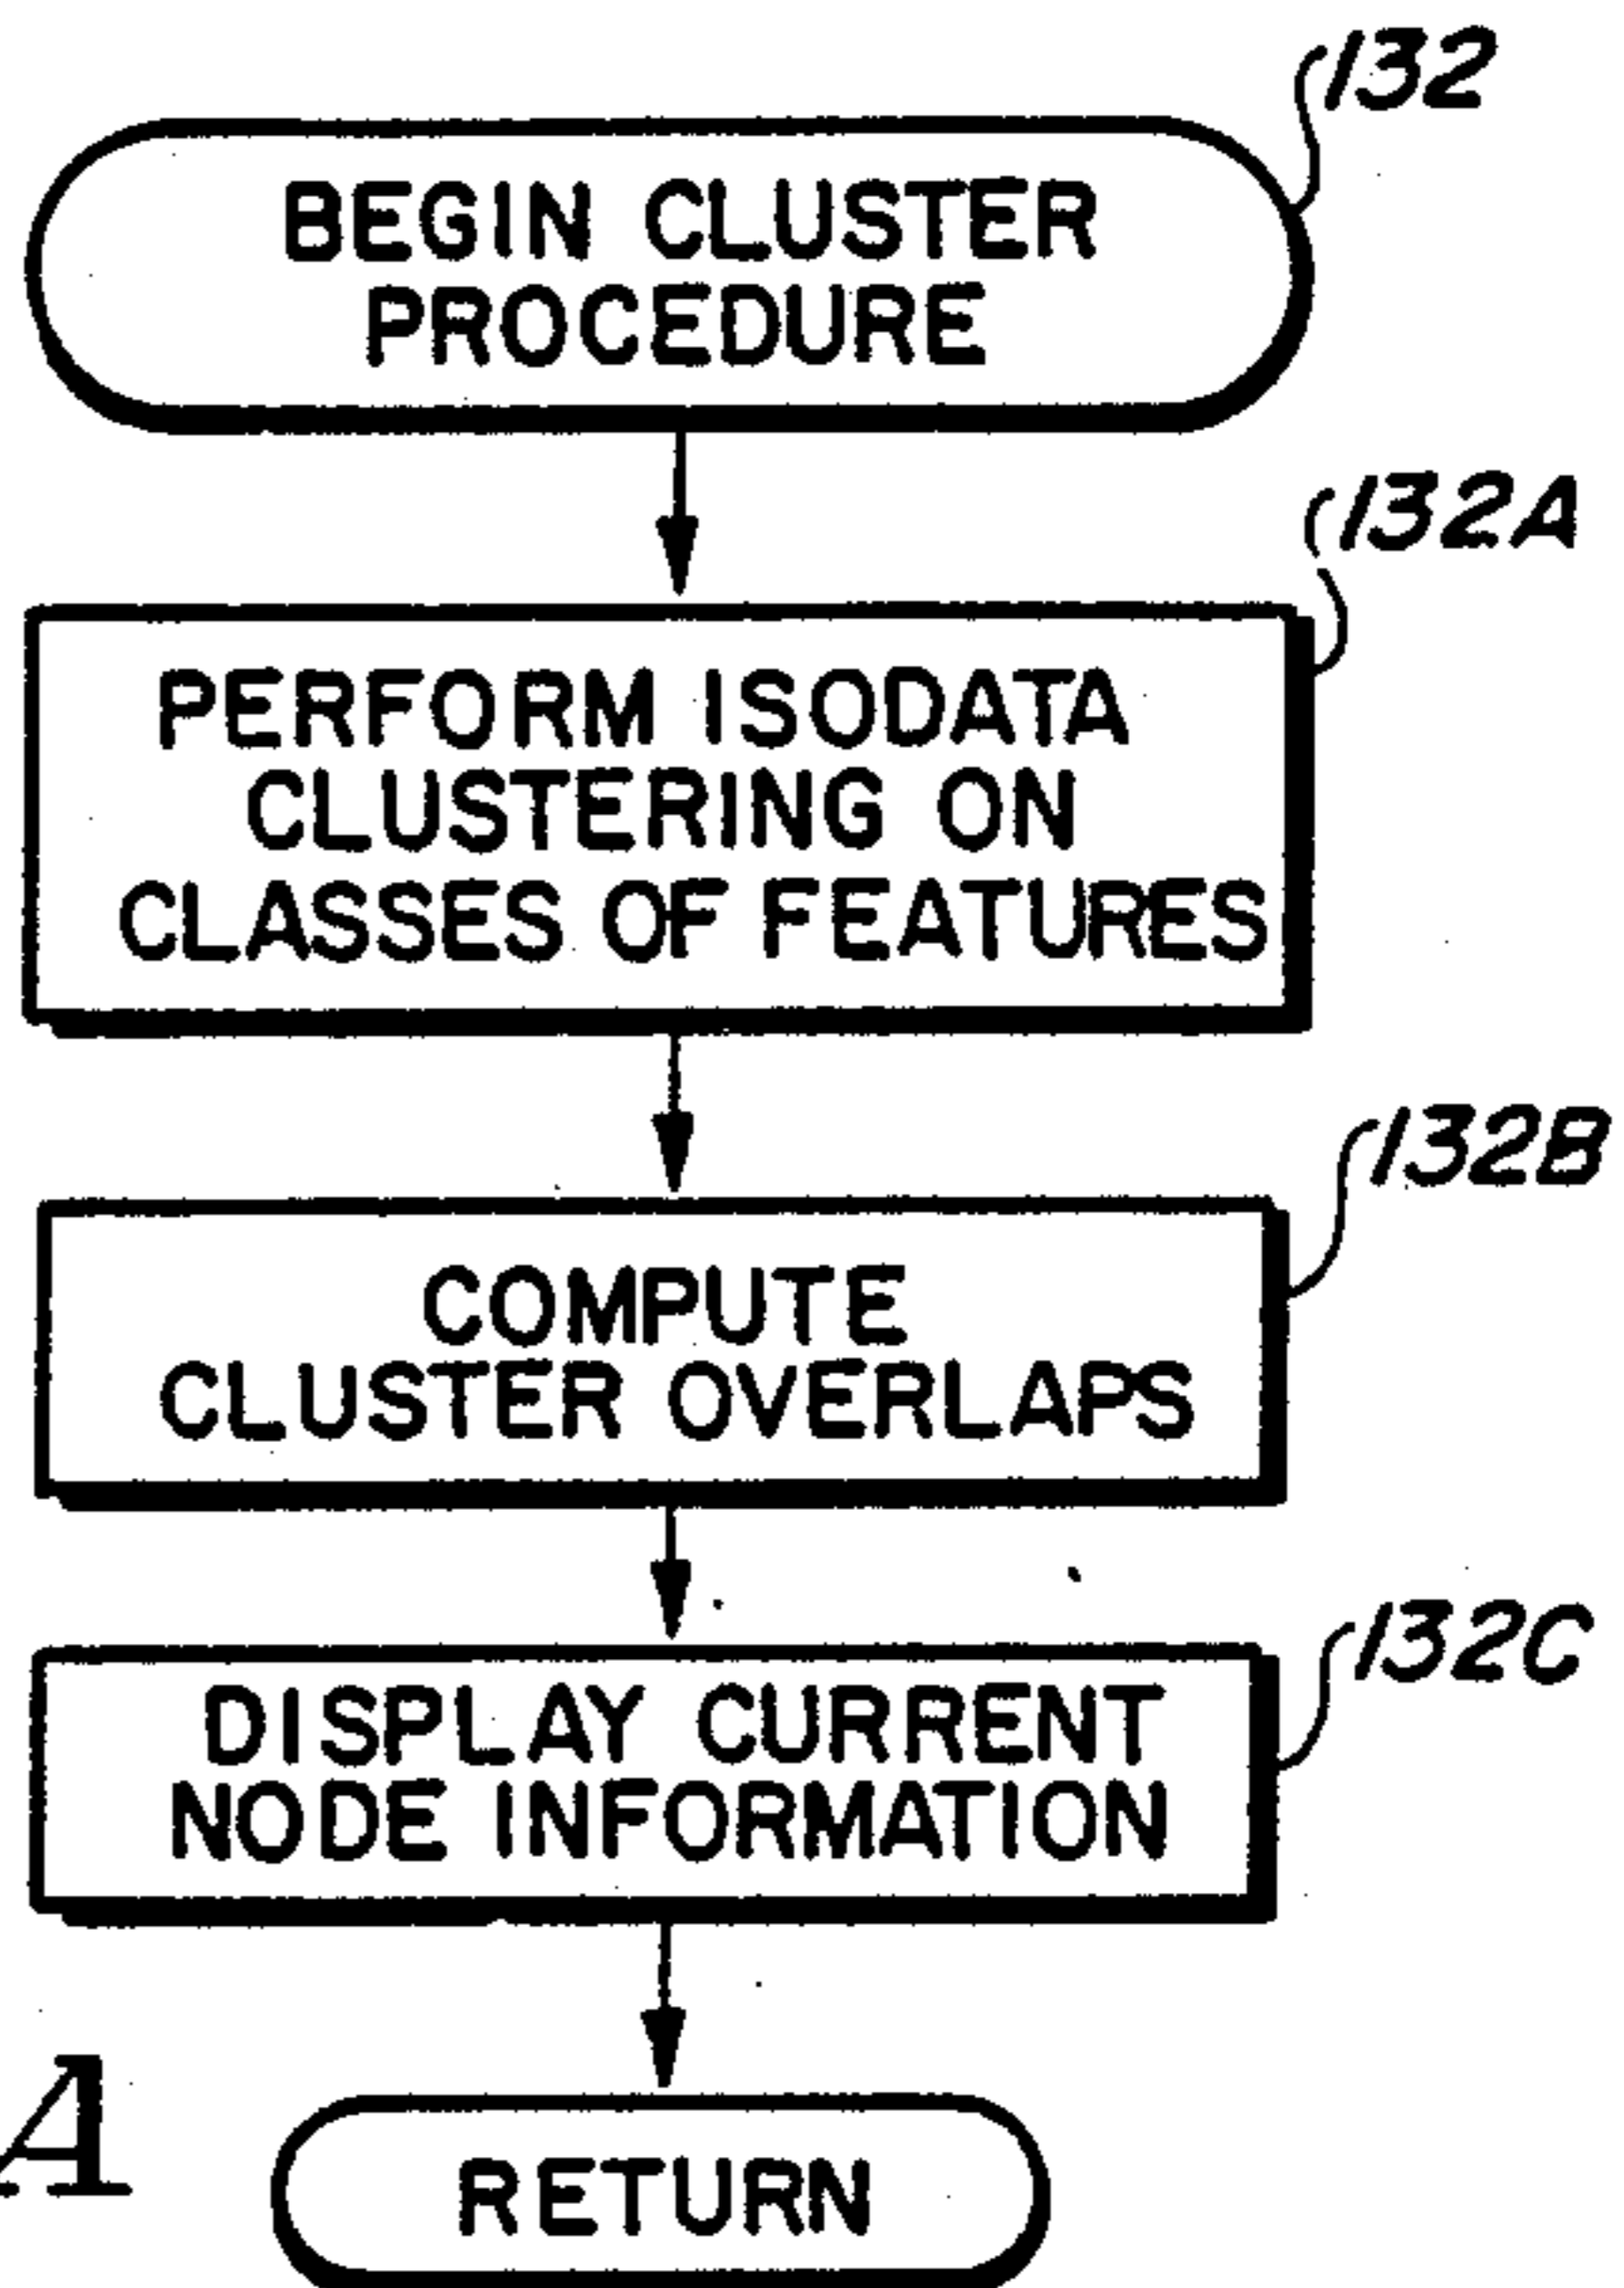 132
BEGIN CLUSTER
PROCEDURE
132A
PERFORM ISODATA
CLUSTERING ON
CLASSES OF FEATURES
132B
COMPUTE
CLUSTER OVERLAPS
132C
DISPLAY CURRENT
NODE INFORMATION
A
RETURN